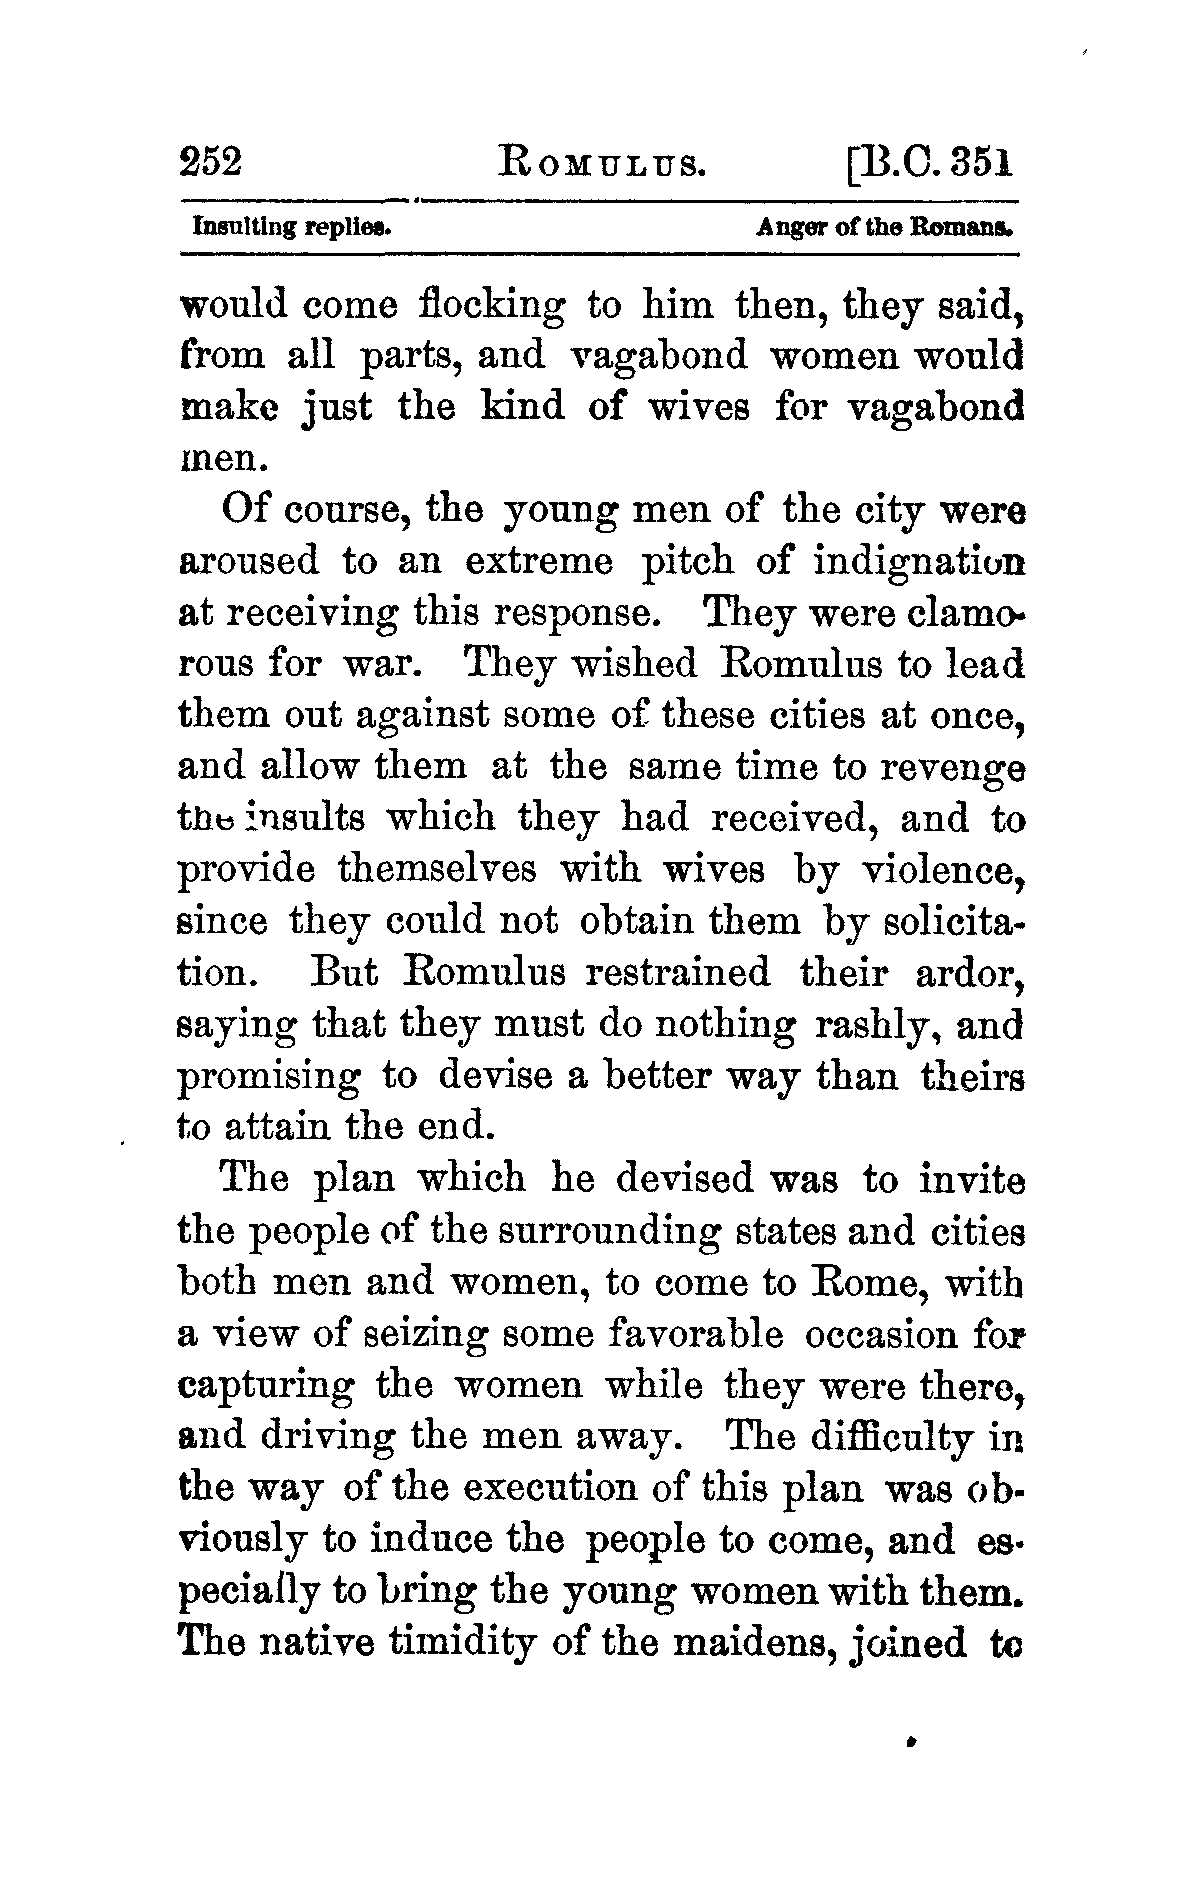 252 ROMULUS. [B.C. 351
Insulting replies. Anger of the Romans.
would come flocking to him then, they said,
from all parts, and vagabond women would
make just the kind of wives for vagabond
men.
Of course, the young men of the city were
aroused to an extreme pitch of indignation
at receiving this response. They were clamo-
rous for war. They wished Romulus to lead
them out against some of these cities at once,
and allow them at the same time to revenge
the insults which they had received, and to
provide themselves with wives by violence,
since they could not obtain them by solicita-
tion. But Romulus restrained their ardor,
saying that they must do nothing rashly, and
promising to devise a better way than theirs
to attain the end.
The plan which he devised was to invite
the people of the surrounding states and cities
both men and women, to come to Rome, with
a view of seizing some favorable occasion for
capturing the women while they were there,
and driving the men away. The difficulty in
the way of the execution of this plan was ob-
viously to induce the people to come, and es-
pecially to bring the young women with them.
The native timidity of the maidens, joined to